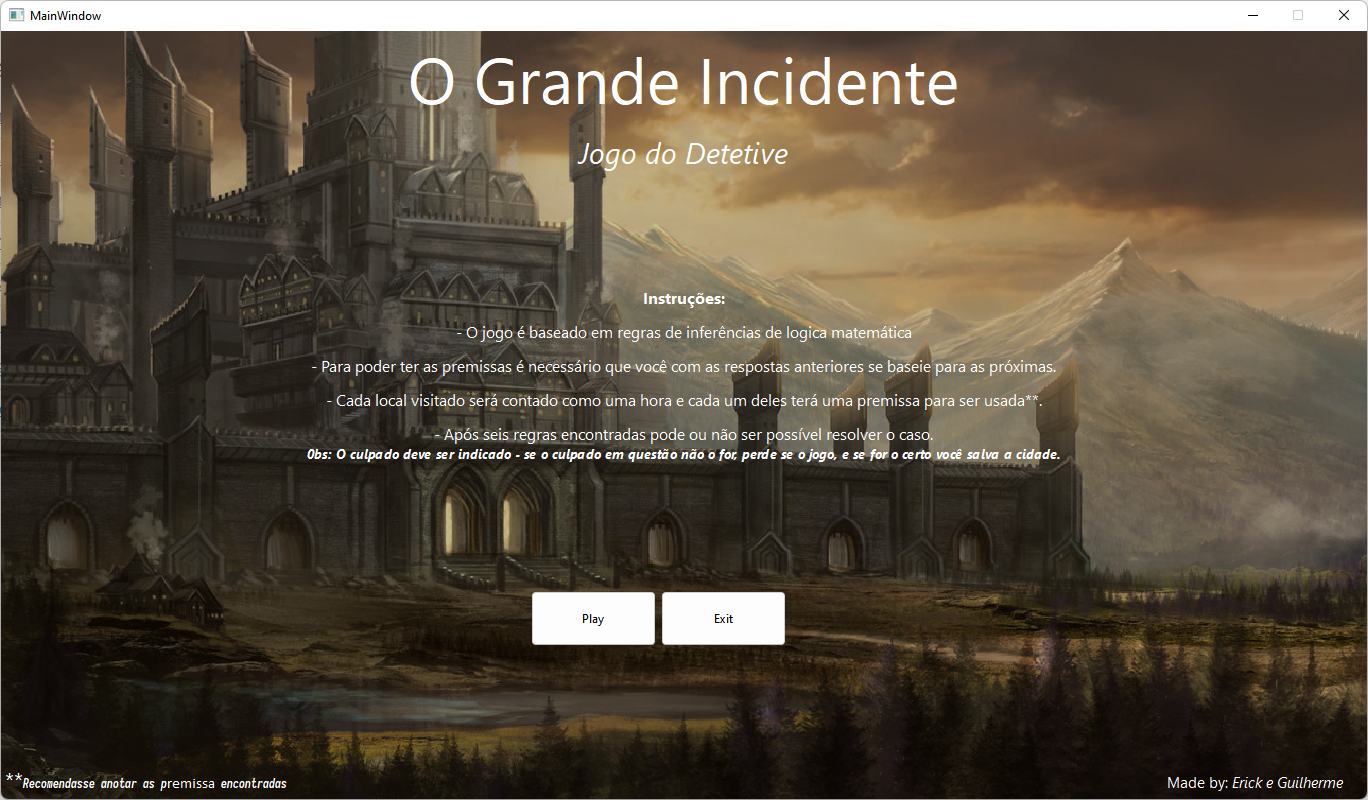 MainWindow
O Grande Incidente
Jogo do Detetive
Instruções:
- O jogo é baseado em regras de inferências de logica matemática
- Para poder ter as premissas é necessário que você com as respostas anteriores se baseie para as próximas.
- Cada local visitado será contado como uma hora e cada um deles terá uma premissa para ser usada**.
- Após seis regras encontradas pode ou não ser possível resolver o caso.
Obs: O culpado deve ser indicado - se o culpado em questão não o for, perde se o jogo, e se for o certo você salva a cidade.
Play
Exit
**Recomendasse anotar as premissa encontradas
Made by: Erick e Guilherme